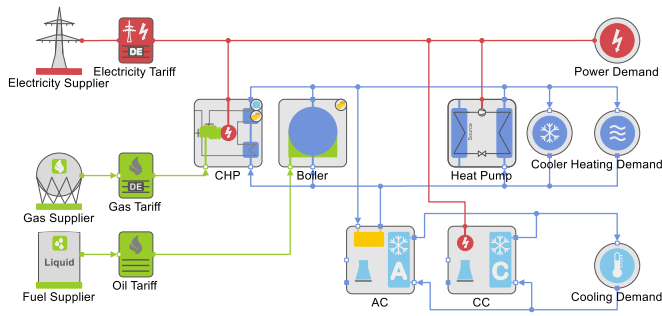 DE
Electricity Supplier
Electricity Tariff
Power Demand
Source
CHP
Boiler
Heat Pump
Cooler
Heating Demand
DE
Gas Supplier
Gas Tariff
Liquid
A
C
Fuel Supplier
Oil Tariff
AC
CC
Cooling Demand